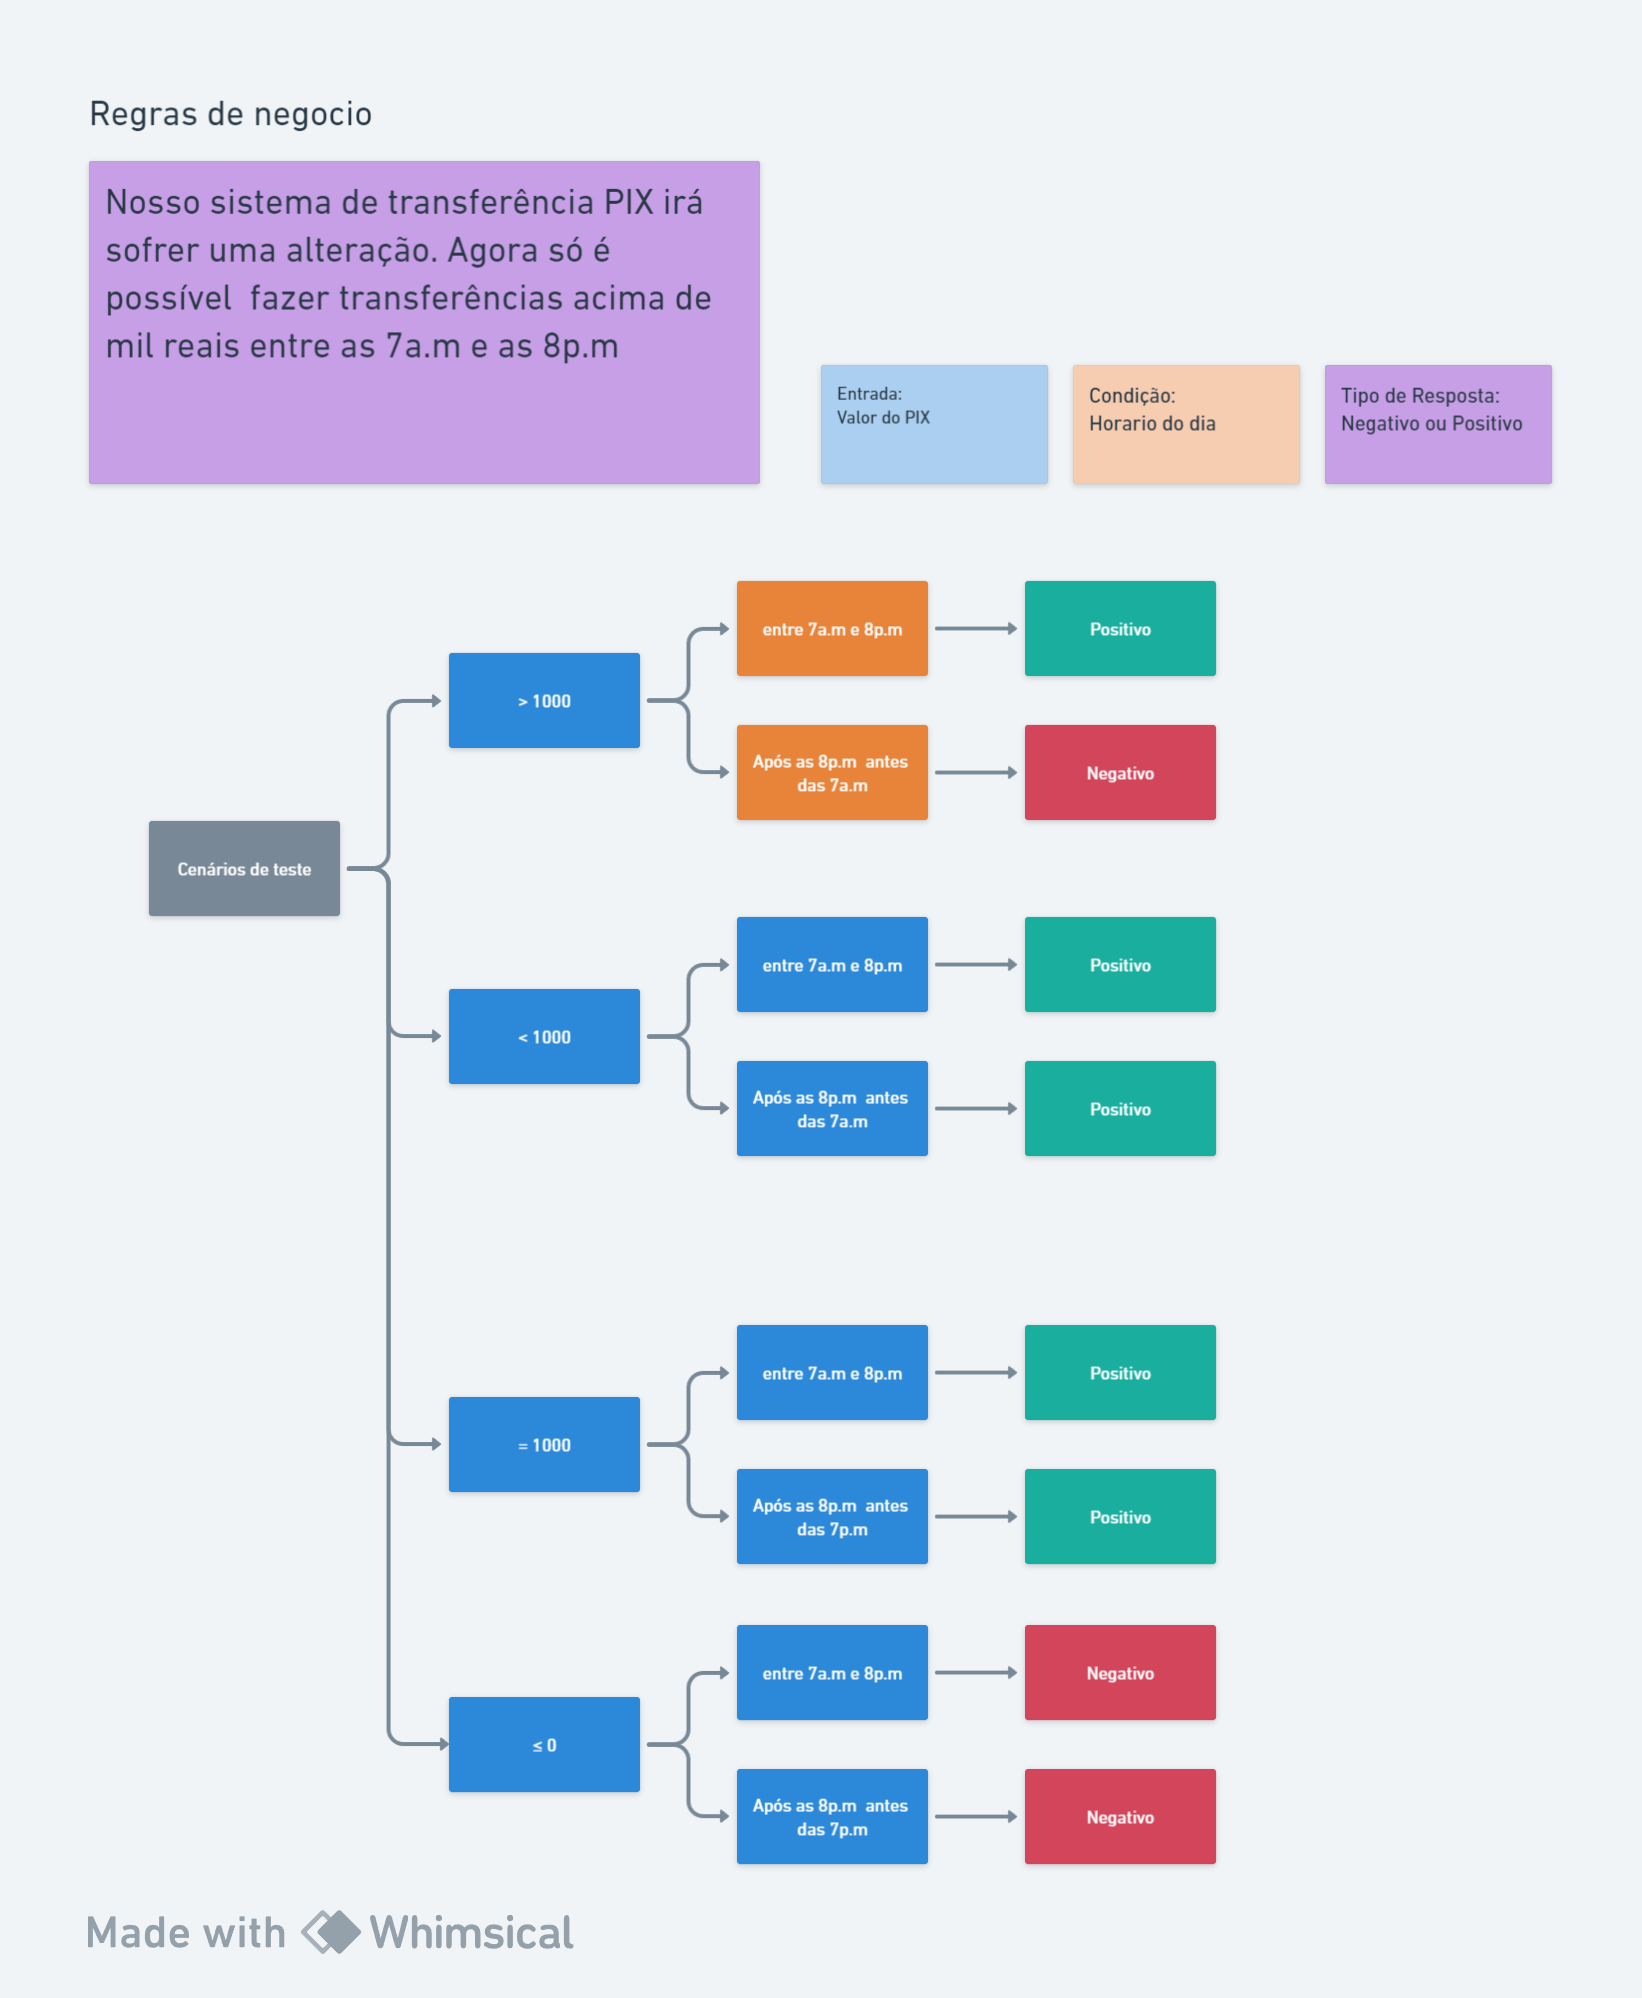 Regras de negocio
Nosso sistema de transferência PIX irá
sofrer uma alteração. Agora só é
possível  fazer transferências acima de
mil reais entre as 7a.m e as 8p.m
Entrada:
Valor do PIX
Condição:
Horario do dia
Tipo de Resposta:
Negativo ou Positivo
Cenários de teste
> 1000
entre 7a.m e 8p.m
Positivo
Após as 8p.m  antes
das 7a.m
Negativo
< 1000
entre 7a.m e 8p.m
Positivo
Após as 8p.m  antes
das 7a.m
Positivo
= 1000
entre 7a.m e 8p.m
Positivo
Após as 8p.m  antes
das 7p.m
Positivo
≤ 0
entre 7a.m e 8p.m
Negativo
Após as 8p.m  antes
das 7p.m
Negativo
Made with Whimsical